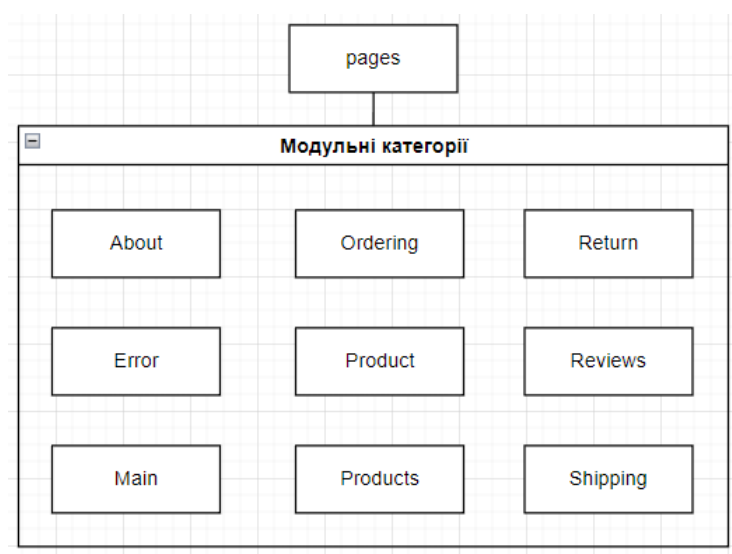 pages
Модульні категорії
About
Ordering
Return
Error
Product
Reviews
Main
Products
Shipping